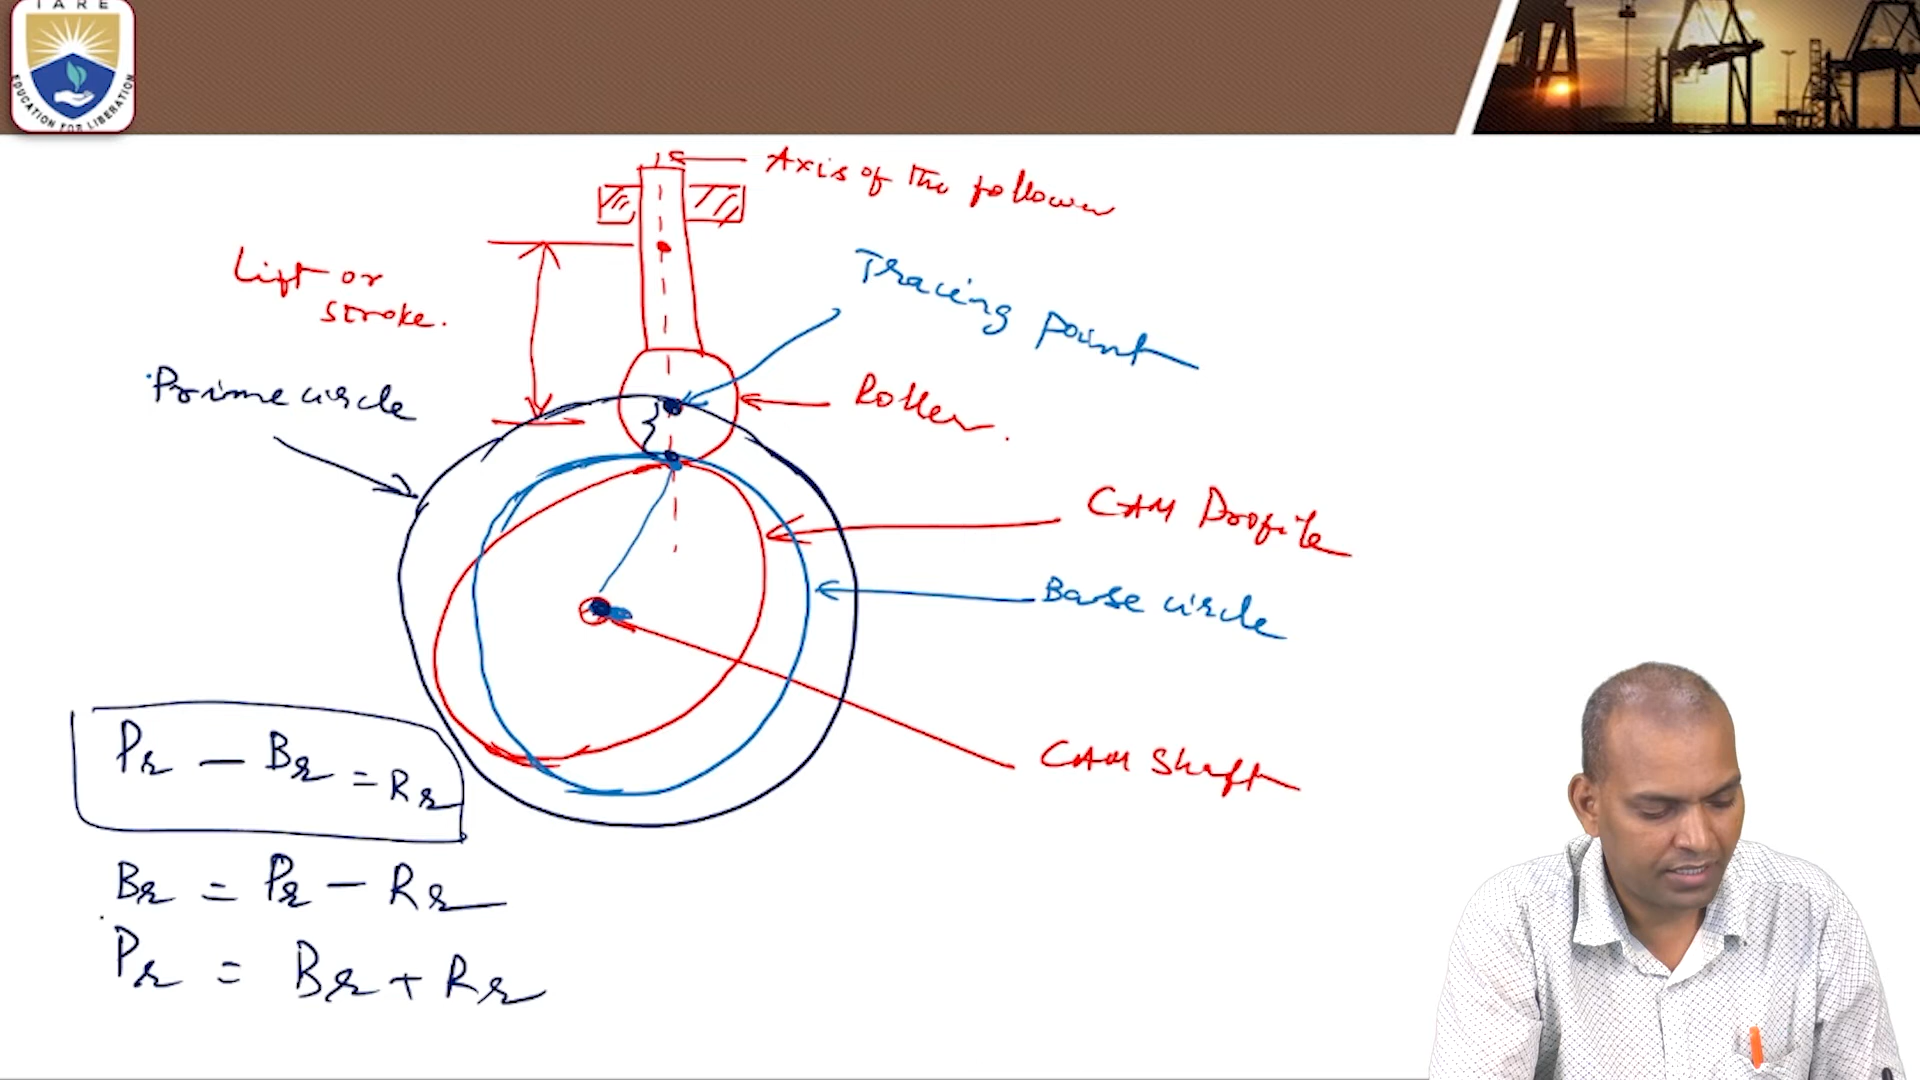 IARE
EDUCATION FOR LIBERATION
Axis of the follower
Lift or
stroke.
Tracing point
Prime circle
Roller.
CAM Profile
Base circle
CAM Shaft
Pr - Br = Rr
Br = Pr - Rr
Pr = Br + Rr